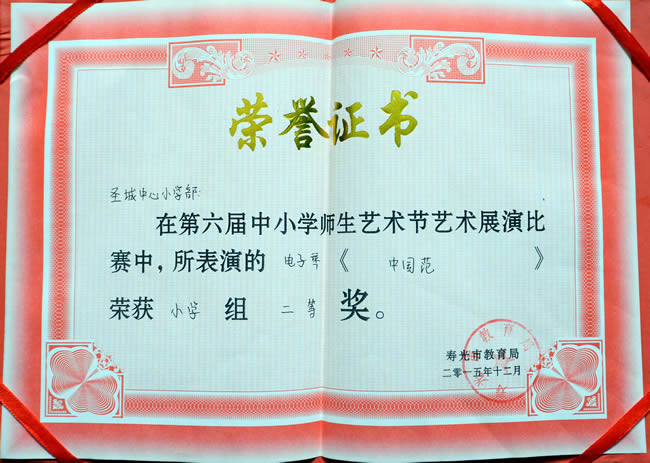 荣誉证书
圣城中心小学部:
在第六届中小学师生艺术节艺术展演比
赛中,所表演的 电子琴 《 中国范 》
荣获 小学 组 二等 奖。
寿光市教育局
二零一五年十二月